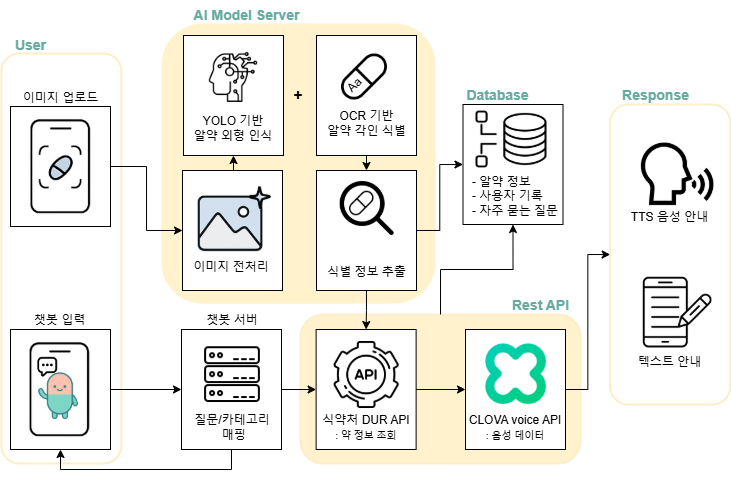 AI Model Server
User
이미지 업로드
YOLO 기반
알약 외형 인식
+
Aa
OCR 기반
알약 각인 식별
이미지 전처리
식별 정보 추출
Database
- 알약 정보
- 사용자 기록
- 자주 묻는 질문
Response
TTS 음성 안내
텍스트 안내
챗봇 입력
챗봇 서버
질문/카테고리
매핑
Rest API
API
식약처 DUR API
: 약 정보 조회
CLOVA voice API
: 음성 데이터